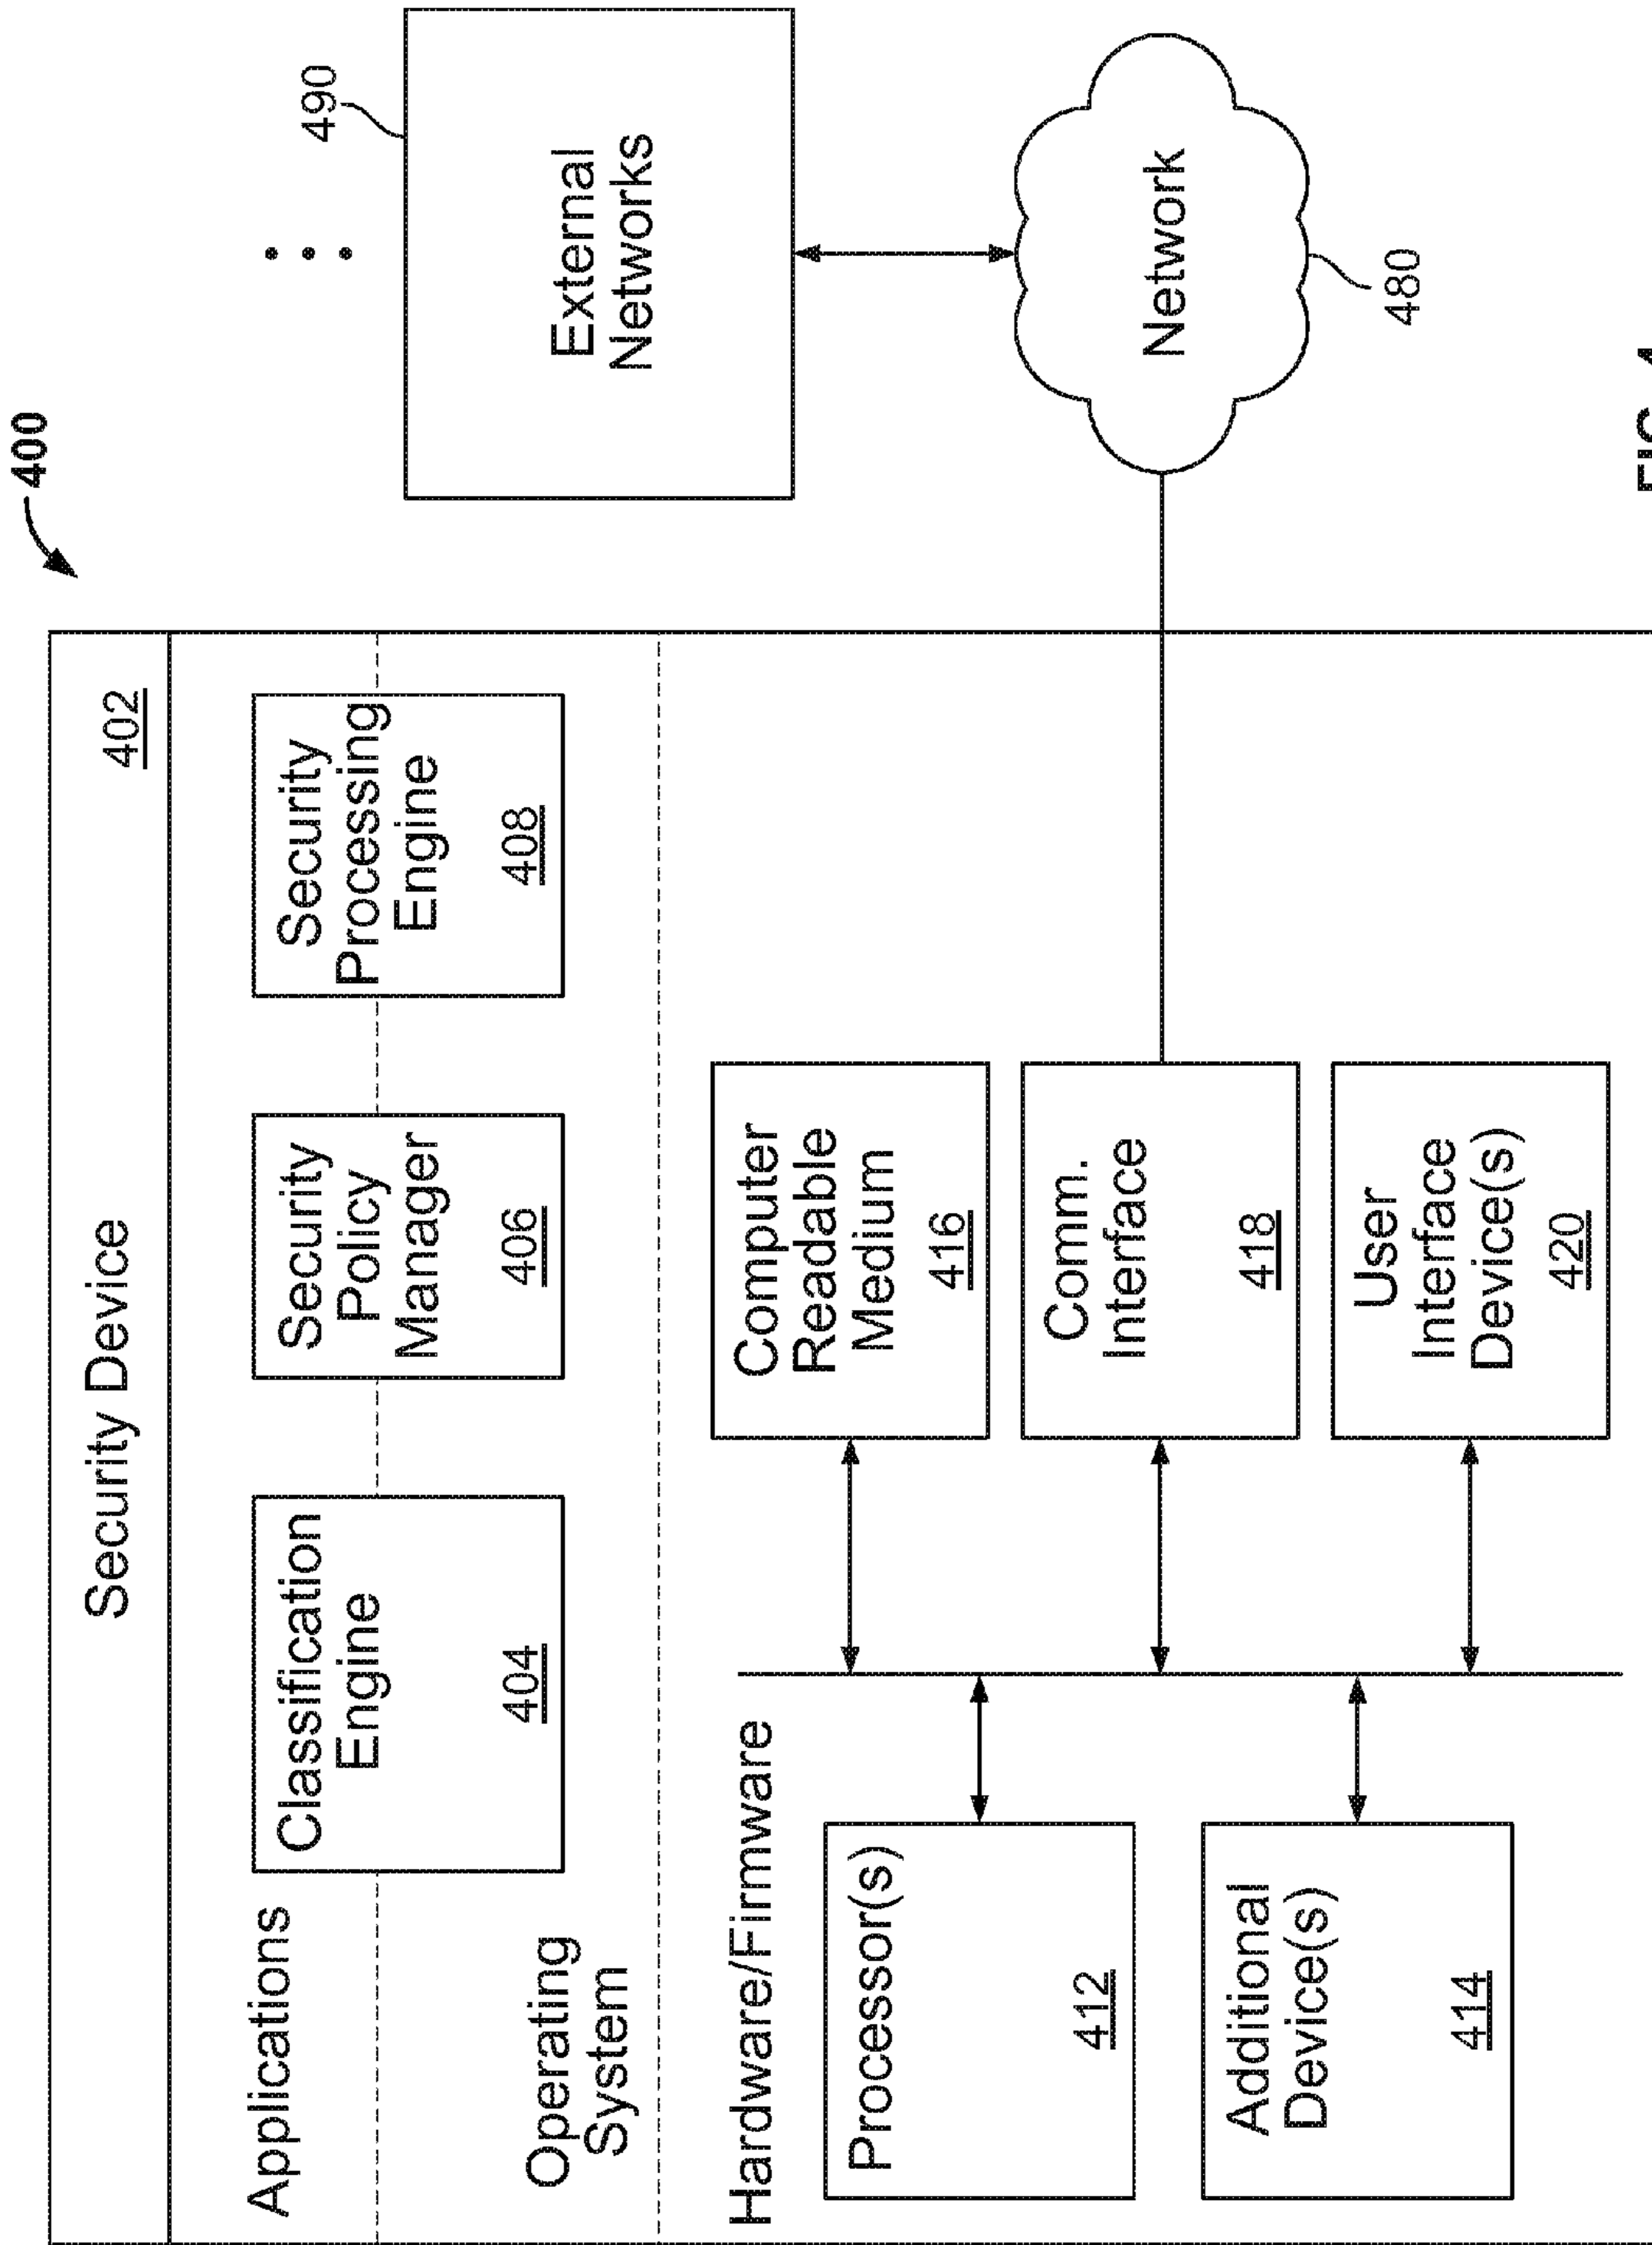 400
Security Device
402
Applications
Classification
Engine
404
Security
Policy
Manager
406
Security
Processing
Engine
408
Operating
System
Hardware/Firmware
Processor(s)
412
Additional
Device(s)
414
Computer
Readable
Medium
416
Comm.
Interface
418
User
Interface
Device(s)
420
490
External
Networks
Network
480